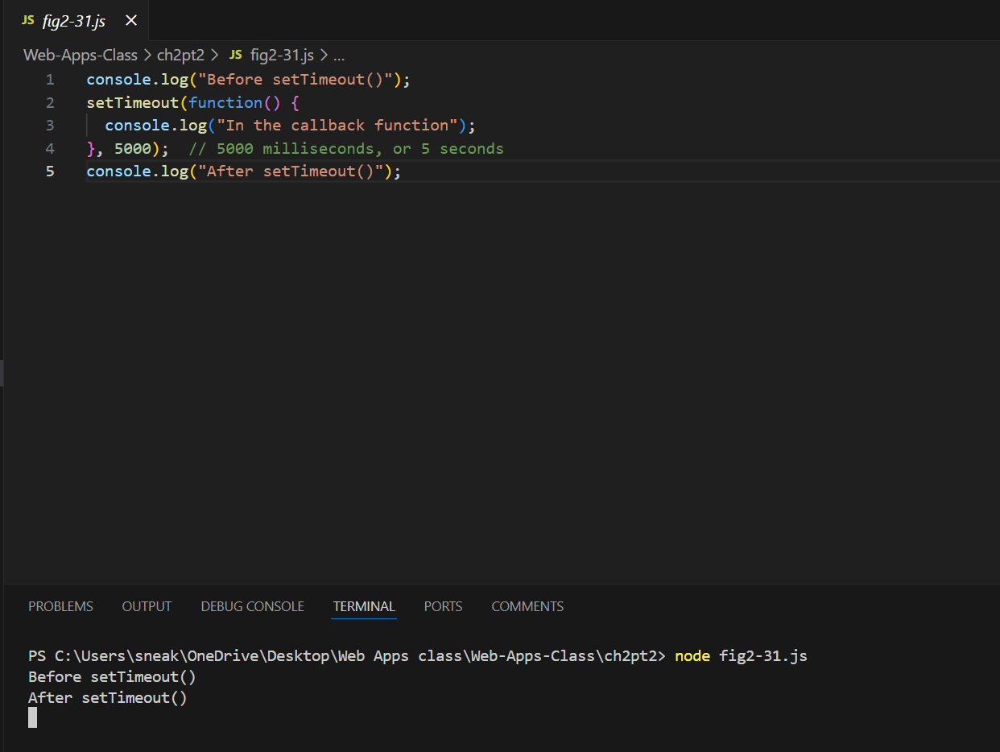 JS fig2-31.js
Web-Apps-Class > ch2pt2 > JS fig2-31.js > ...
1 console.log("Before setTimeout()");
2 setTimeout(function() {
3   console.log("In the callback function");
4 }, 5000);  // 5000 milliseconds, or 5 seconds
5 console.log("After setTimeout()");
PROBLEMS OUTPUT DEBUG CONSOLE TERMINAL PORTS COMMENTS
PS C:\Users\sneak\OneDrive\Desktop\Web Apps class\Web-Apps-Class\ch2pt2> node fig2-31.js
Before setTimeout()
After setTimeout()